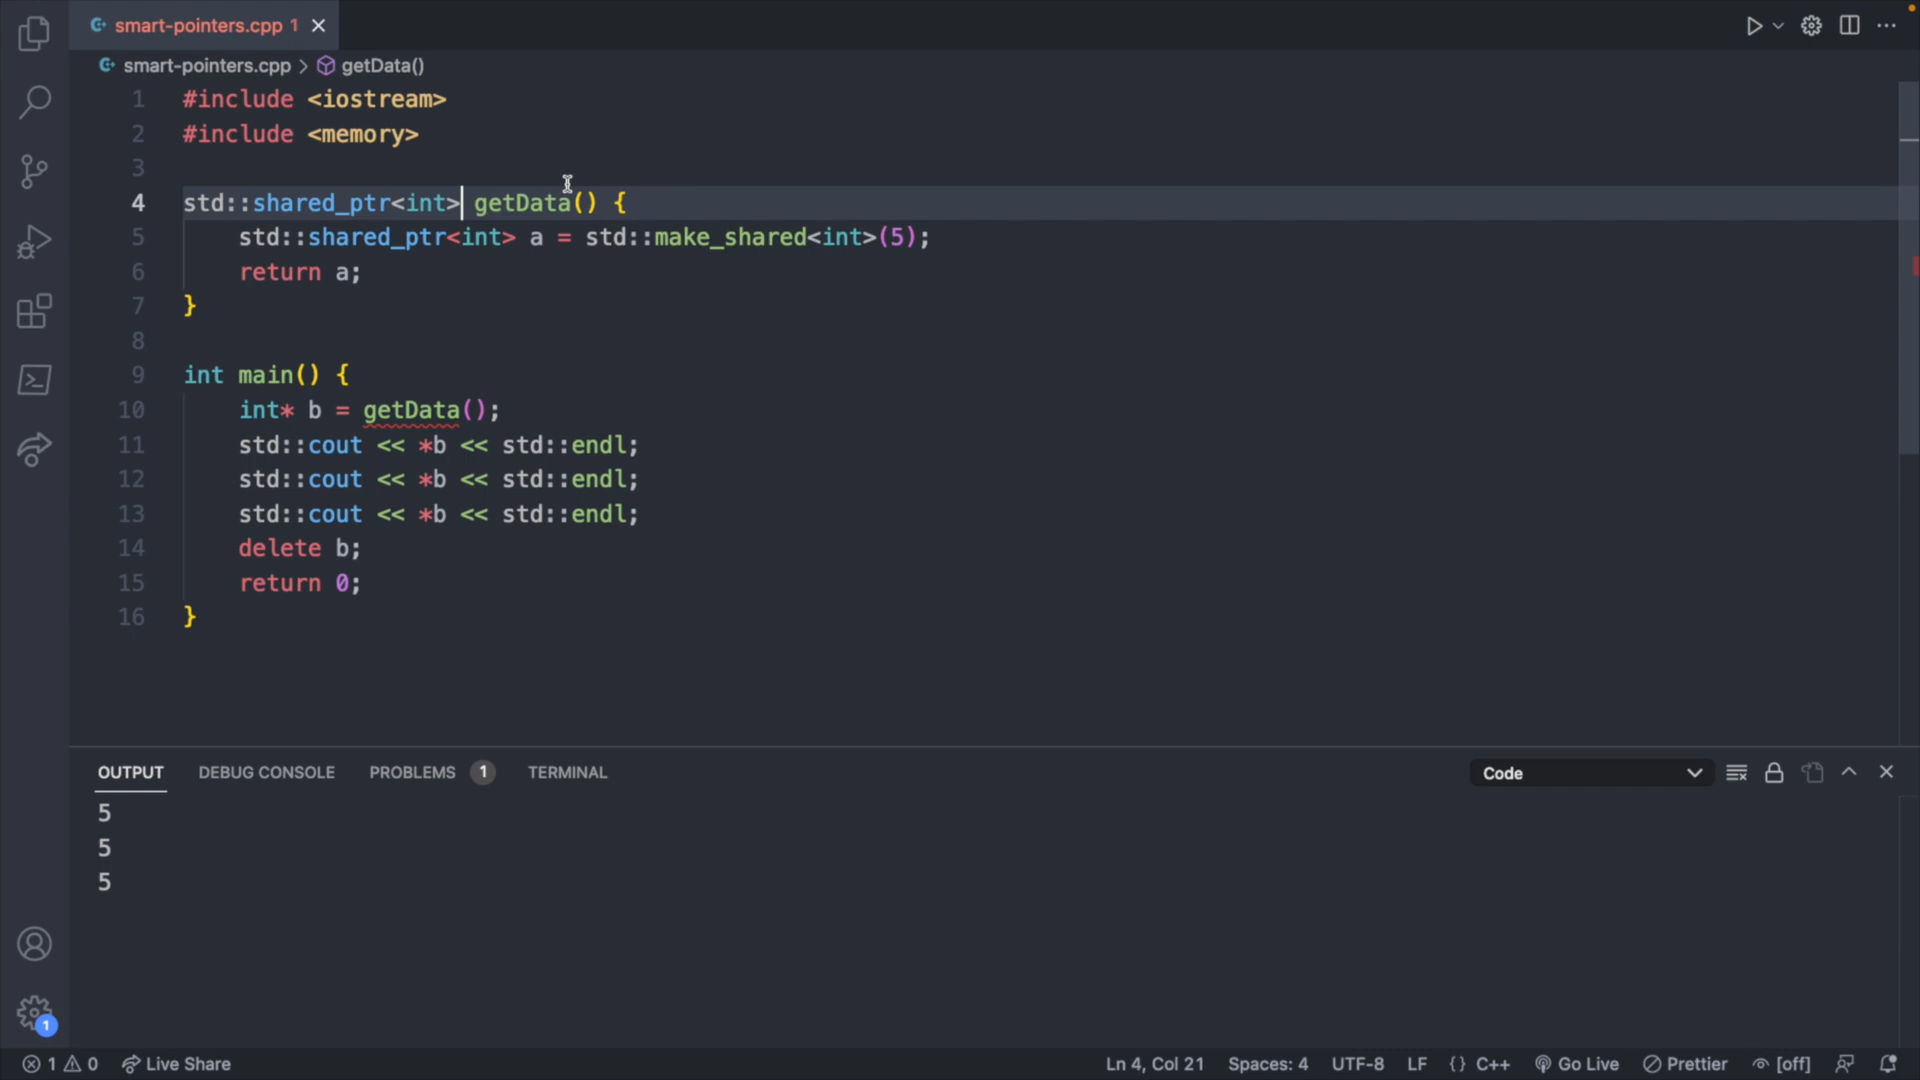 smart-pointers.cpp 1
smart-pointers.cpp > getData()
1 #include <iostream>
2 #include <memory>
3
4 std::shared_ptr<int> getData() {
5 std::shared_ptr<int> a = std::make_shared<int>(5);
6 return a;
7 }
8
9 int main() {
10 int* b = getData();
11 std::cout << *b << std::endl;
12 std::cout << *b << std::endl;
13 std::cout << *b << std::endl;
14 delete b;
15 return 0;
16 }
OUTPUT DEBUG CONSOLE PROBLEMS 1 TERMINAL Code
5
5
5
1
1 0 Live Share Ln 4, Col 21 Spaces: 4 UTF-8 LF {} C++ Go Live Prettier [off]